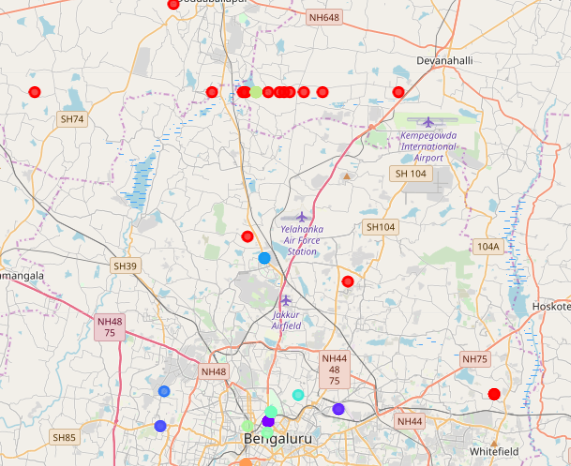 NH648
Devanahalli
SH74
Kempegowda
International
Airport
SH 104
Yelahanka
Air Force
Station
SH104
104A
SH39
Jakkur
Airfield
Hoskote
NH48
75
NH44
48
75
NH48
NH75
NH44
SH85
Bengaluru
Whitefield